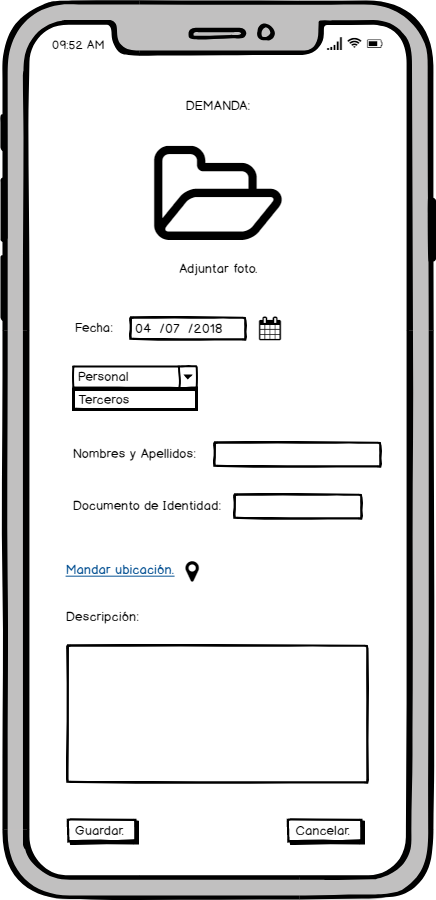 09:52 AM
DEMANDA:
Adjuntar foto.
Fecha: 04 /07 /2018
Personal
Terceros
Nombres y Apellidos:
Documento de Identidad:
Mandar ubicación.
Descripción:
Guardar. Cancelar.